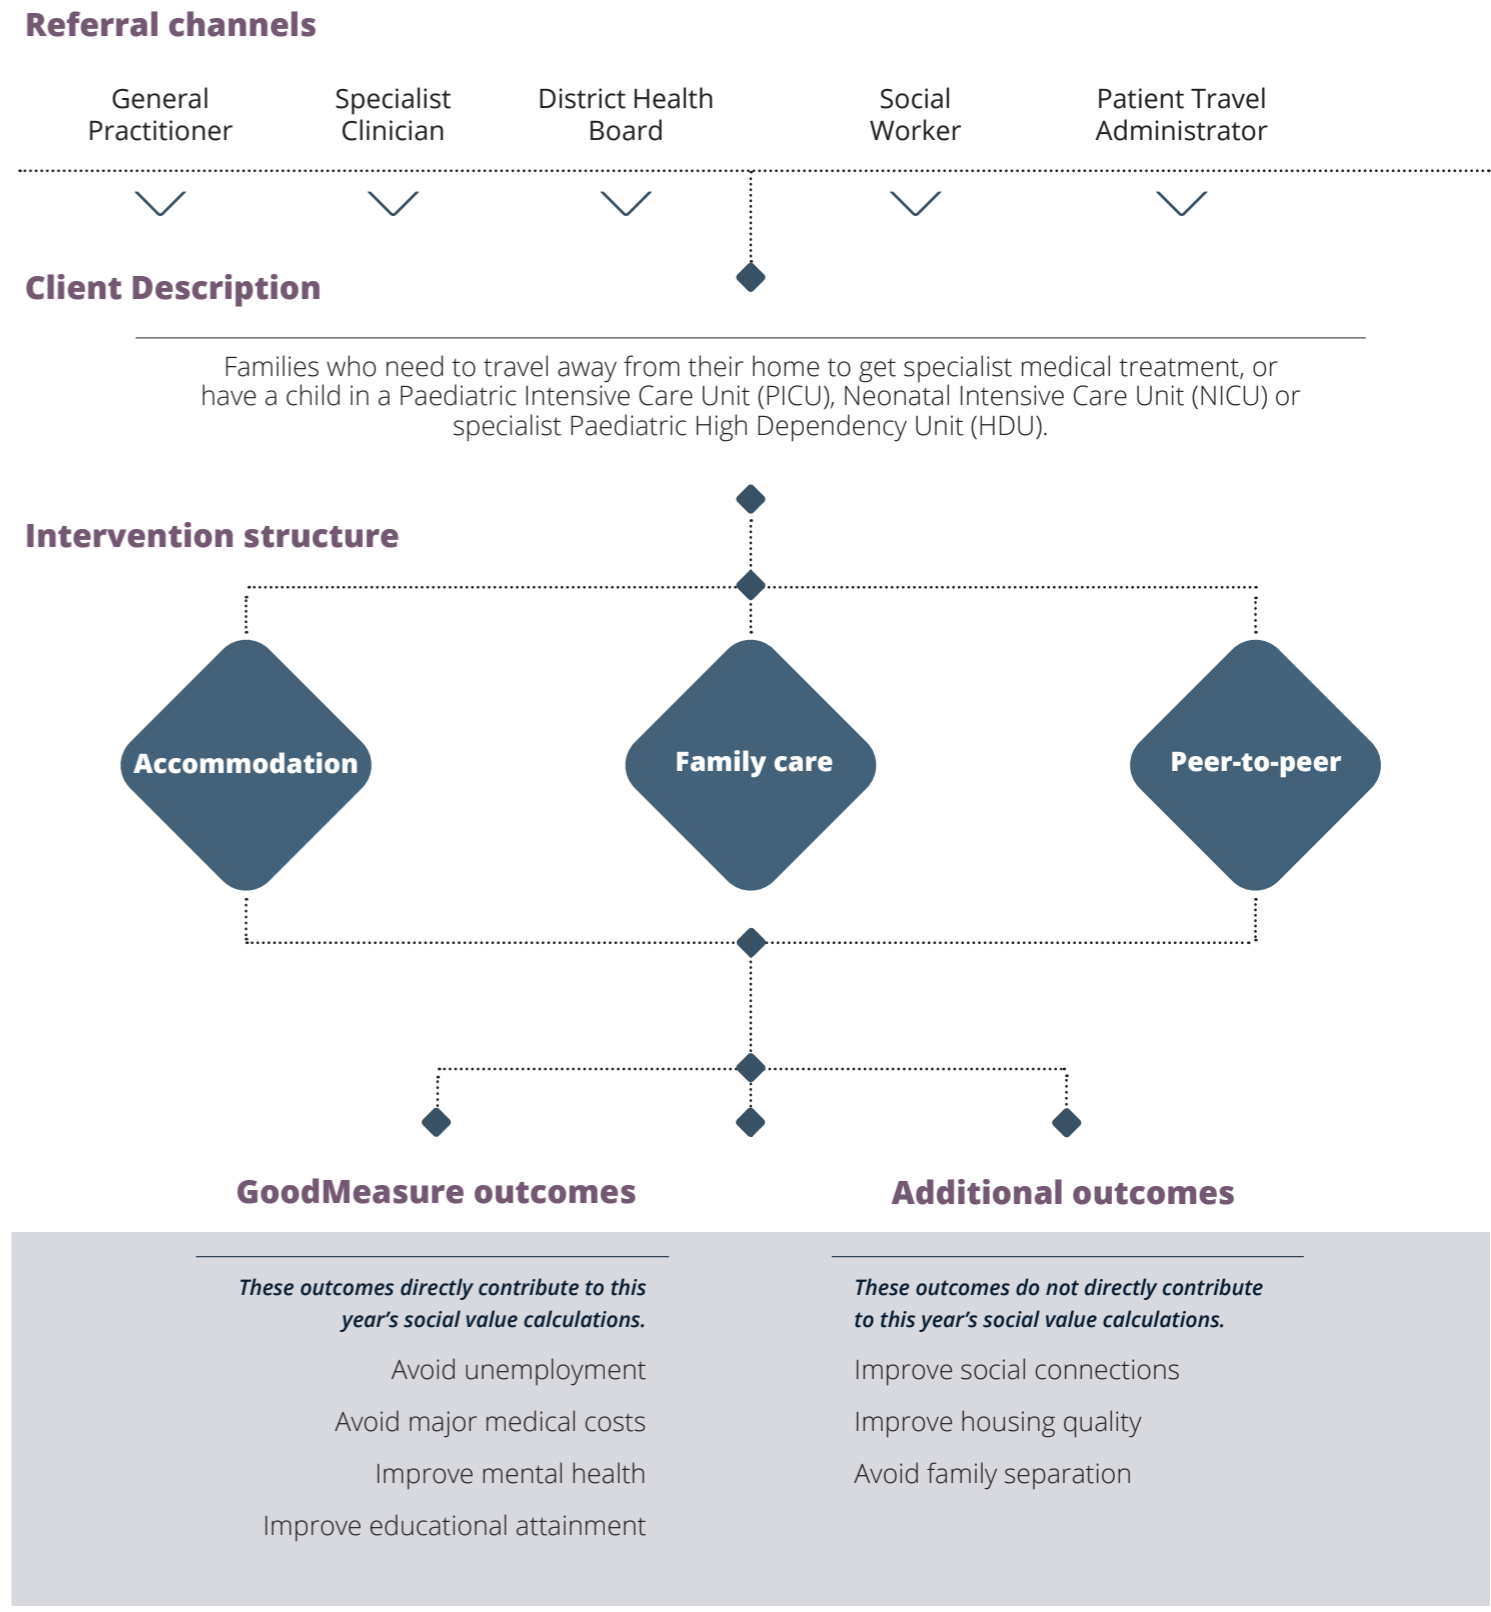 Referral channels
General
Practitioner
Specialist
Clinician
District Health
Board
Social
Worker
Patient Travel
Administrator
Client Description
Families who need to travel away from their home to get specialist medical treatment, or
have a child in a Paediatric Intensive Care Unit (PICU), Neonatal Intensive Care Unit (NICU) or
specialist Paediatric High Dependency Unit (HDU).
Intervention structure
Accommodation
Family care
Peer-to-peer
GoodMeasure outcomes
These outcomes directly contribute to this
year’s social value calculations.
Avoid unemployment
Avoid major medical costs
Improve mental health
Improve educational attainment
Additional outcomes
These outcomes do not directly contribute
to this year’s social value calculations.
Improve social connections
Improve housing quality
Avoid family separation